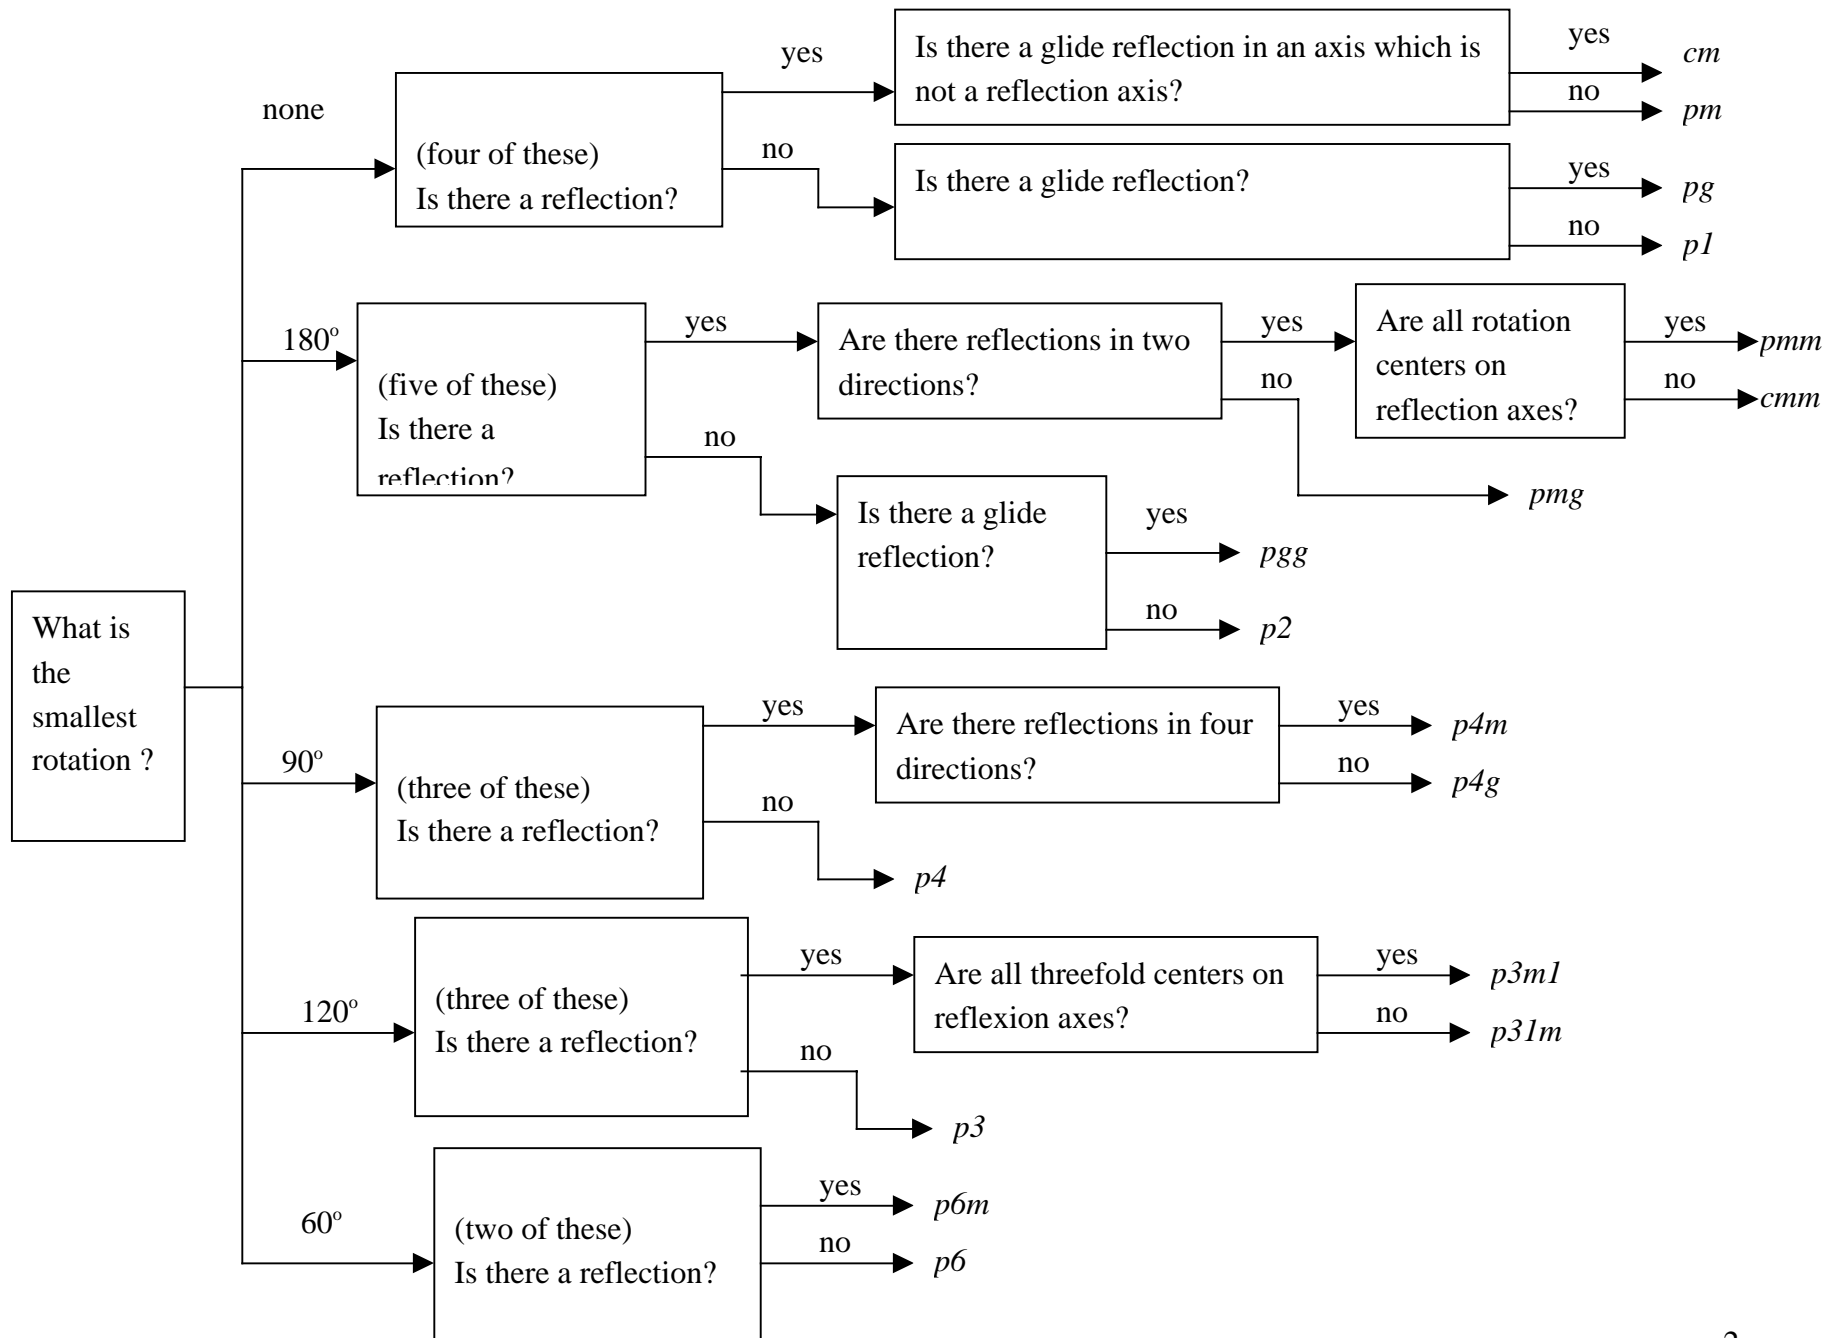 What is
the
smallest
rotation ?
none
(four of these)
Is there a reflection?
yes
Is there a glide reflection in an axis which is
not a reflection axis?
yes
cm
no
pm
no
Is there a glide reflection?
yes
pg
no
p1
180º
(five of these)
Is there a
reflection?
yes
Are there reflections in two
directions?
yes
Are all rotation
centers on
reflection axes?
yes
pmm
no
cmm
no
pmg
no
Is there a glide
reflection?
yes
pgg
no
p2
90º
(three of these)
Is there a reflection?
yes
Are there reflections in four
directions?
yes
p4m
no
p4g
no
p4
120º
(three of these)
Is there a reflection?
yes
Are all threefold centers on
reflexion axes?
yes
p3m1
no
p31m
no
p3
60º
(two of these)
Is there a reflection?
yes
p6m
no
p6